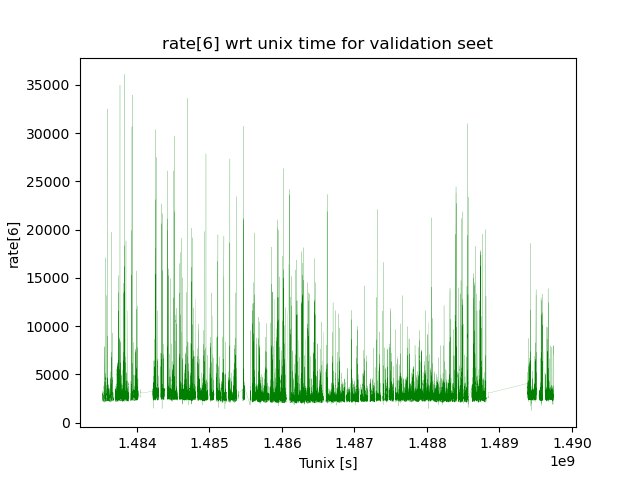 rate[6] wrt unix time for validation seet
35000
30000
25000
20000
15000
10000
5000
0
rate[6]
1.484 1.485 1.486 1.487 1.488 1.489 1.490
1e9
Tunix [s]